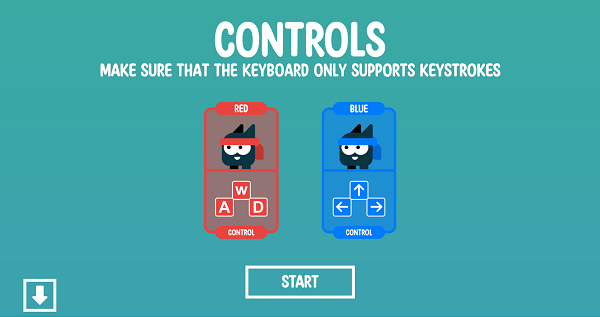 CONTROLS
MAKE SURE THAT THE KEYBOARD ONLY SUPPORTS KEYSTROKES
RED
BLUE
W
A D
CONTROL
CONTROL
START